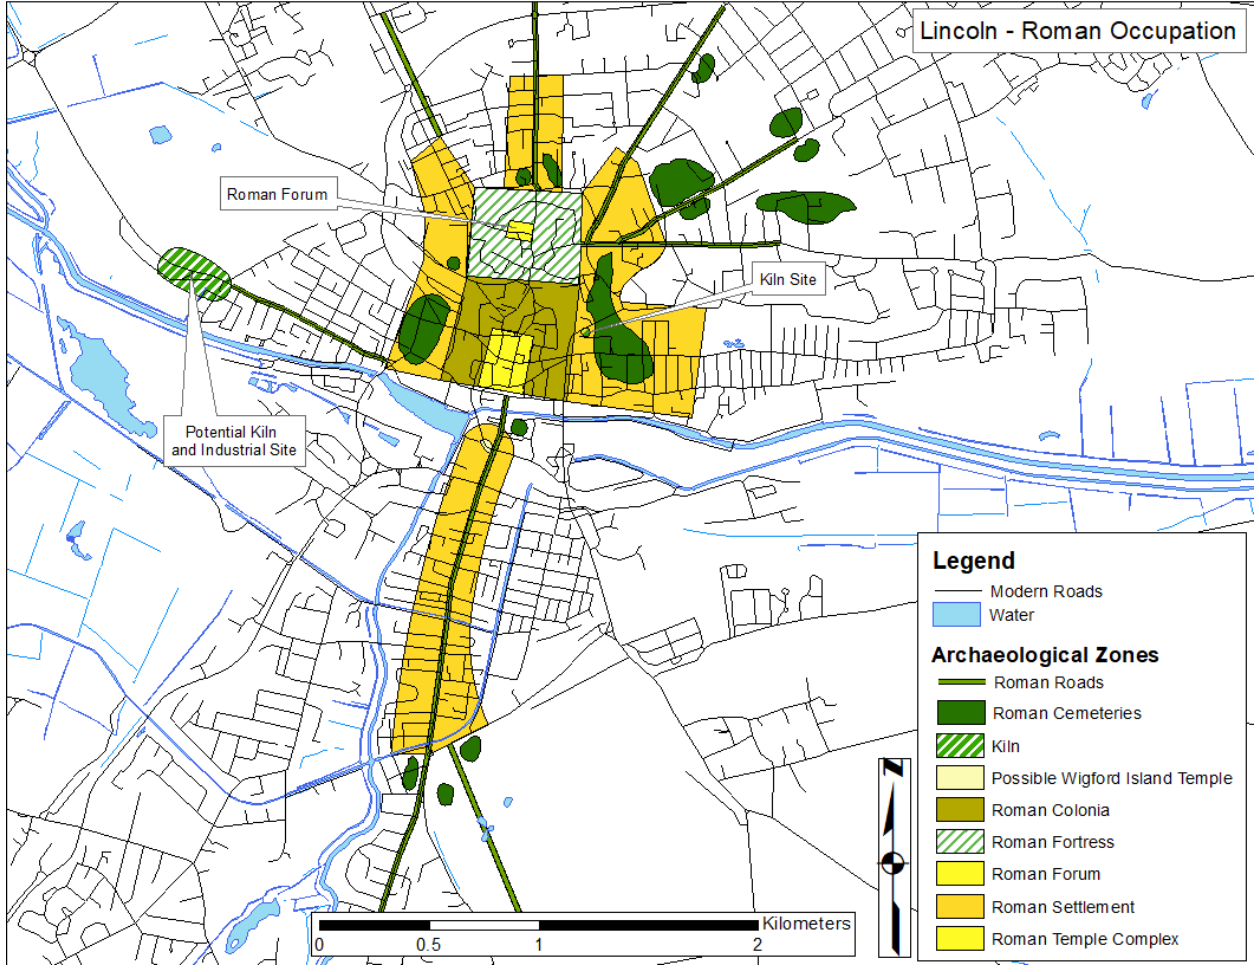 Lincoln - Roman Occupation
Roman Forum
Kiln Site
Potential Kiln
and Industrial Site
Legend
Modern Roads
Water
Archaeological Zones
Roman Roads
Roman Cemeteries
Kiln
Possible Wigford Island Temple
Roman Colonia
Roman Fortress
Roman Forum
Roman Settlement
Roman Temple Complex
N
Kilometers
0 0.5 1 2